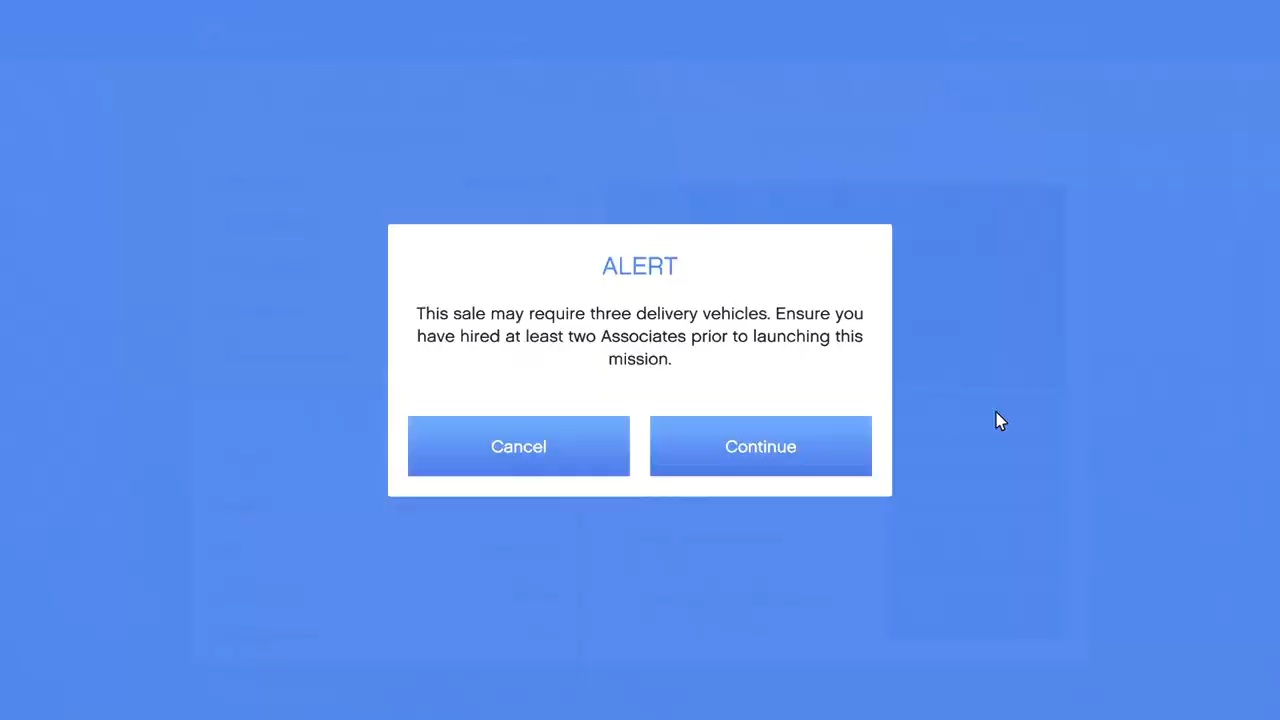 ALERT
This sale may require three delivery vehicles. Ensure you
have hired at least two Associates prior to launching this
mission.
Cancel
Continue